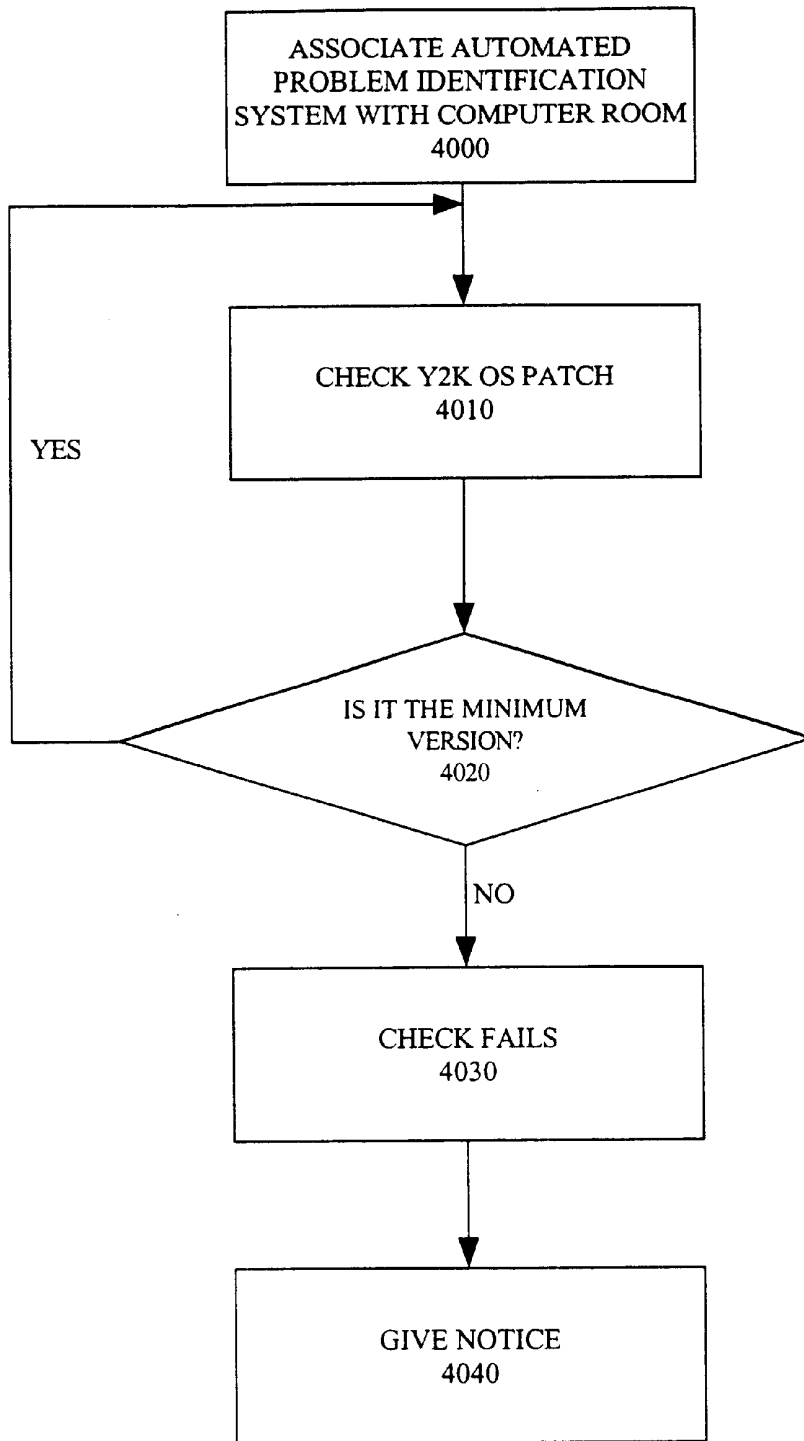 ASSOCIATE AUTOMATED
PROBLEM IDENTIFICATION
SYSTEM WITH COMPUTER ROOM
4000
CHECK Y2K OS PATCH
4010
YES
IS IT THE MINIMUM
VERSION?
4020
NO
CHECK FAILS
4030
GIVE NOTICE
4040